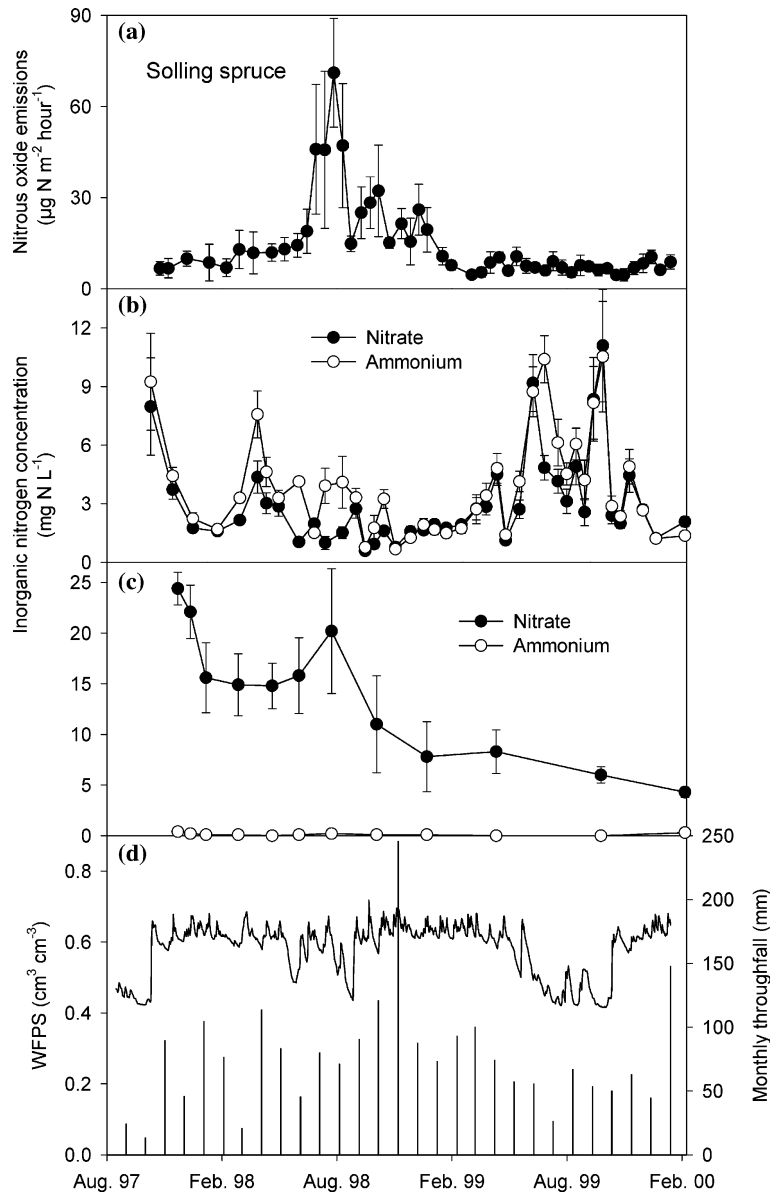 (a)
Solling spruce
90
60
30
0
Nitrous oxide emissions
(µg N m⁻² hour⁻¹)
(b)
Nitrate
Ammonium
12
9
6
3
0
Inorganic nitrogen concentration
(mg N L⁻¹)
(c)
Nitrate
Ammonium
25
20
15
10
5
0
(d)
0.8
0.6
0.4
0.2
0.0
WFPS (cm³ cm⁻³)
250
200
150
100
50
0
Monthly throughfall (mm)
Aug. 97 Feb. 98 Aug. 98 Feb. 99 Aug. 99 Feb. 00